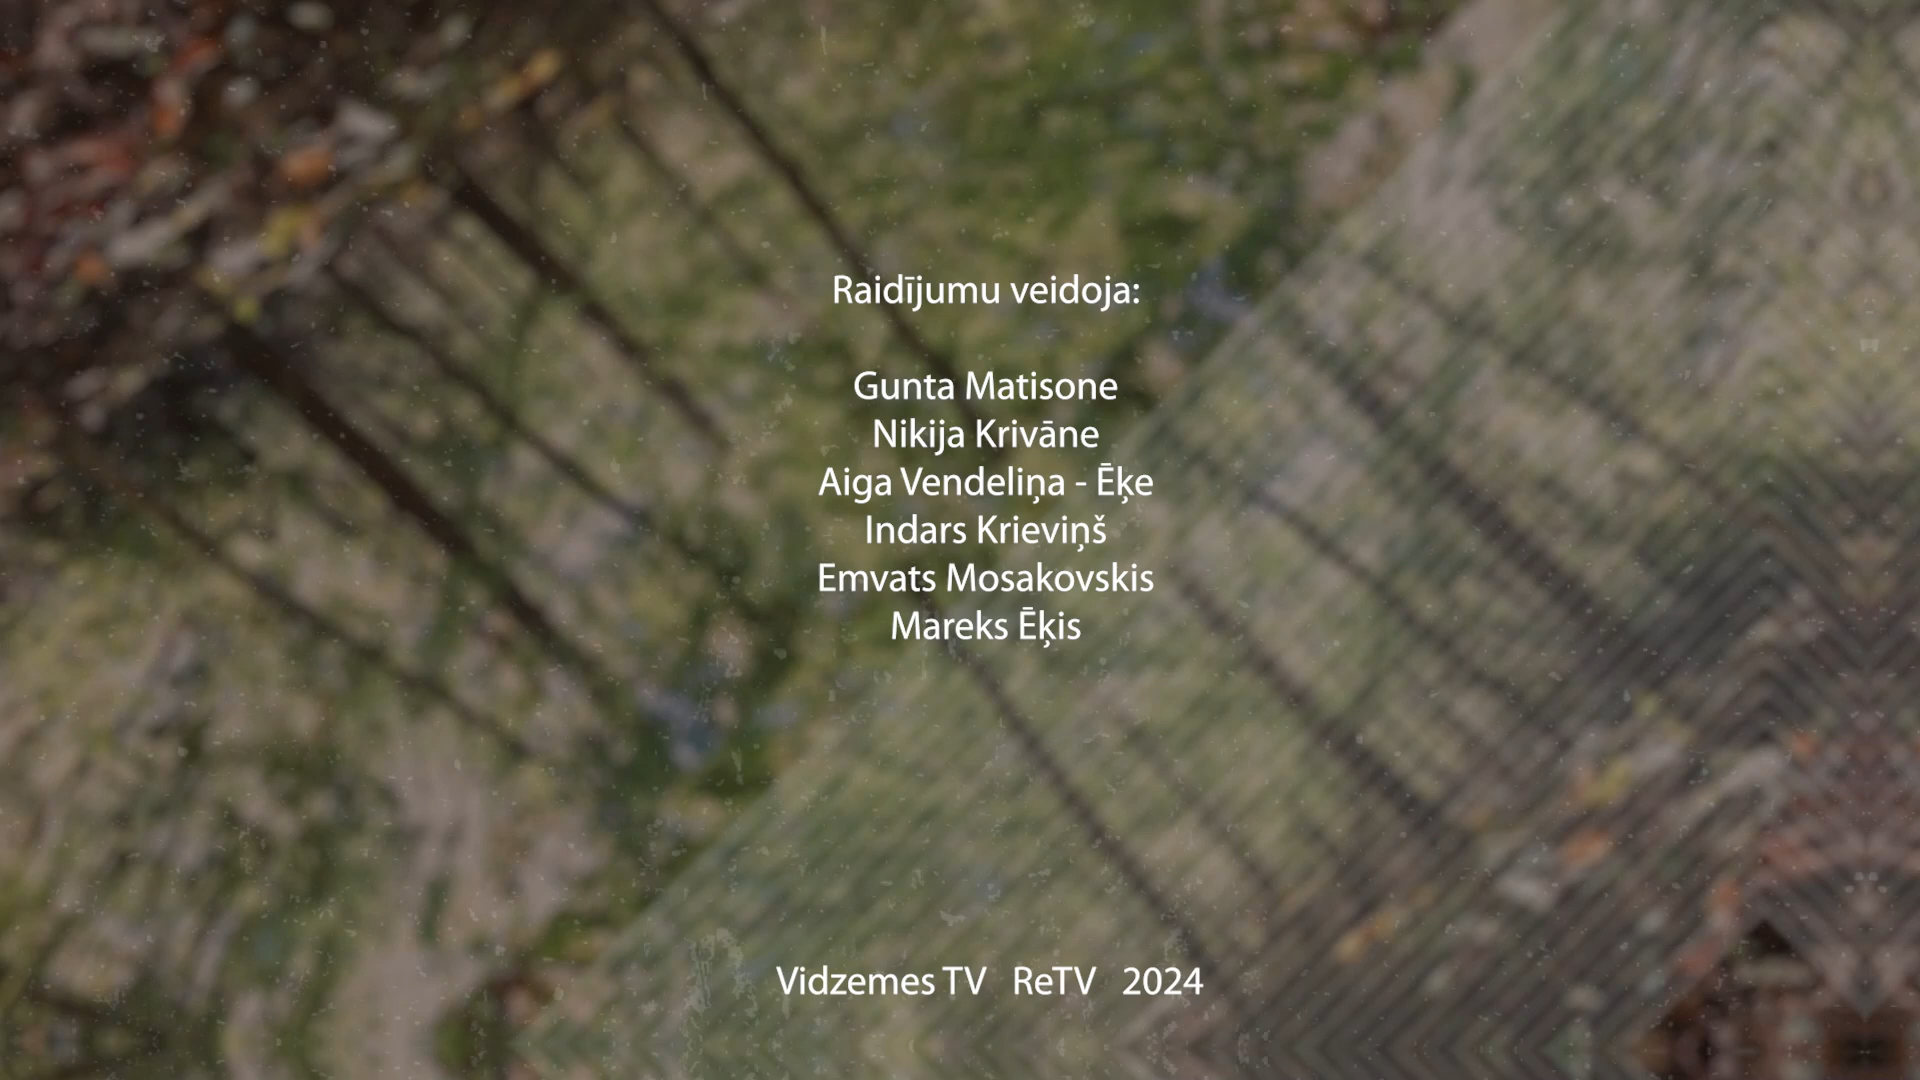 Raidījumu veidoja:
Gunta Matisone
Nikija Krivāne
Aiga Vendeliņa - Ēķe
Indars Krieviņš
Emvats Mosakovskis
Mareks Ēķis
Vidzemes TV ReTV 2024